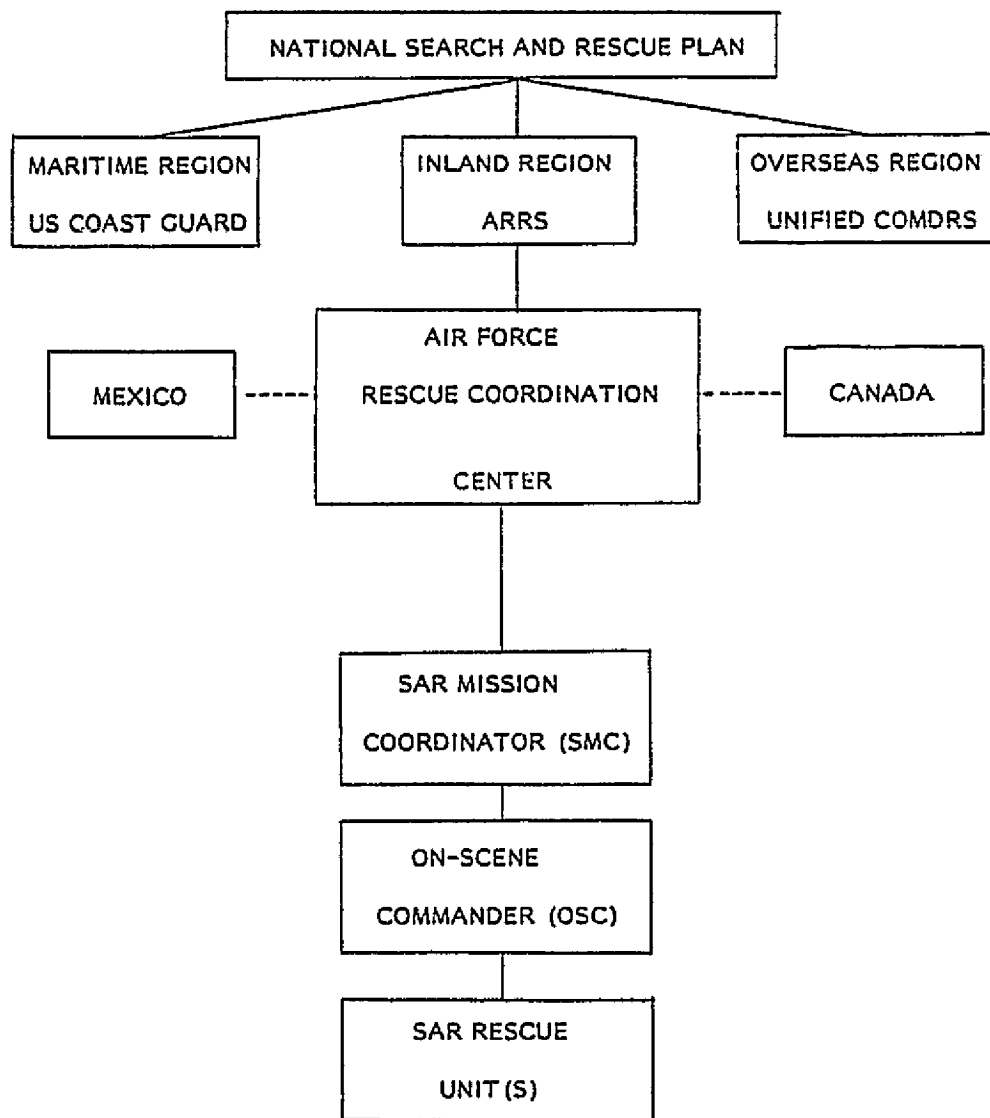 NATIONAL SEARCH AND RESCUE PLAN
MARITIME REGION
US COAST GUARD
INLAND REGION
ARRS
OVERSEAS REGION
UNIFIED COMDRS
MEXICO
AIR FORCE
RESCUE COORDINATION
CENTER
CANADA
SAR MISSION
COORDINATOR (SMC)
ON-SCENE
COMMANDER (OSC)
SAR RESCUE
UNIT(S)